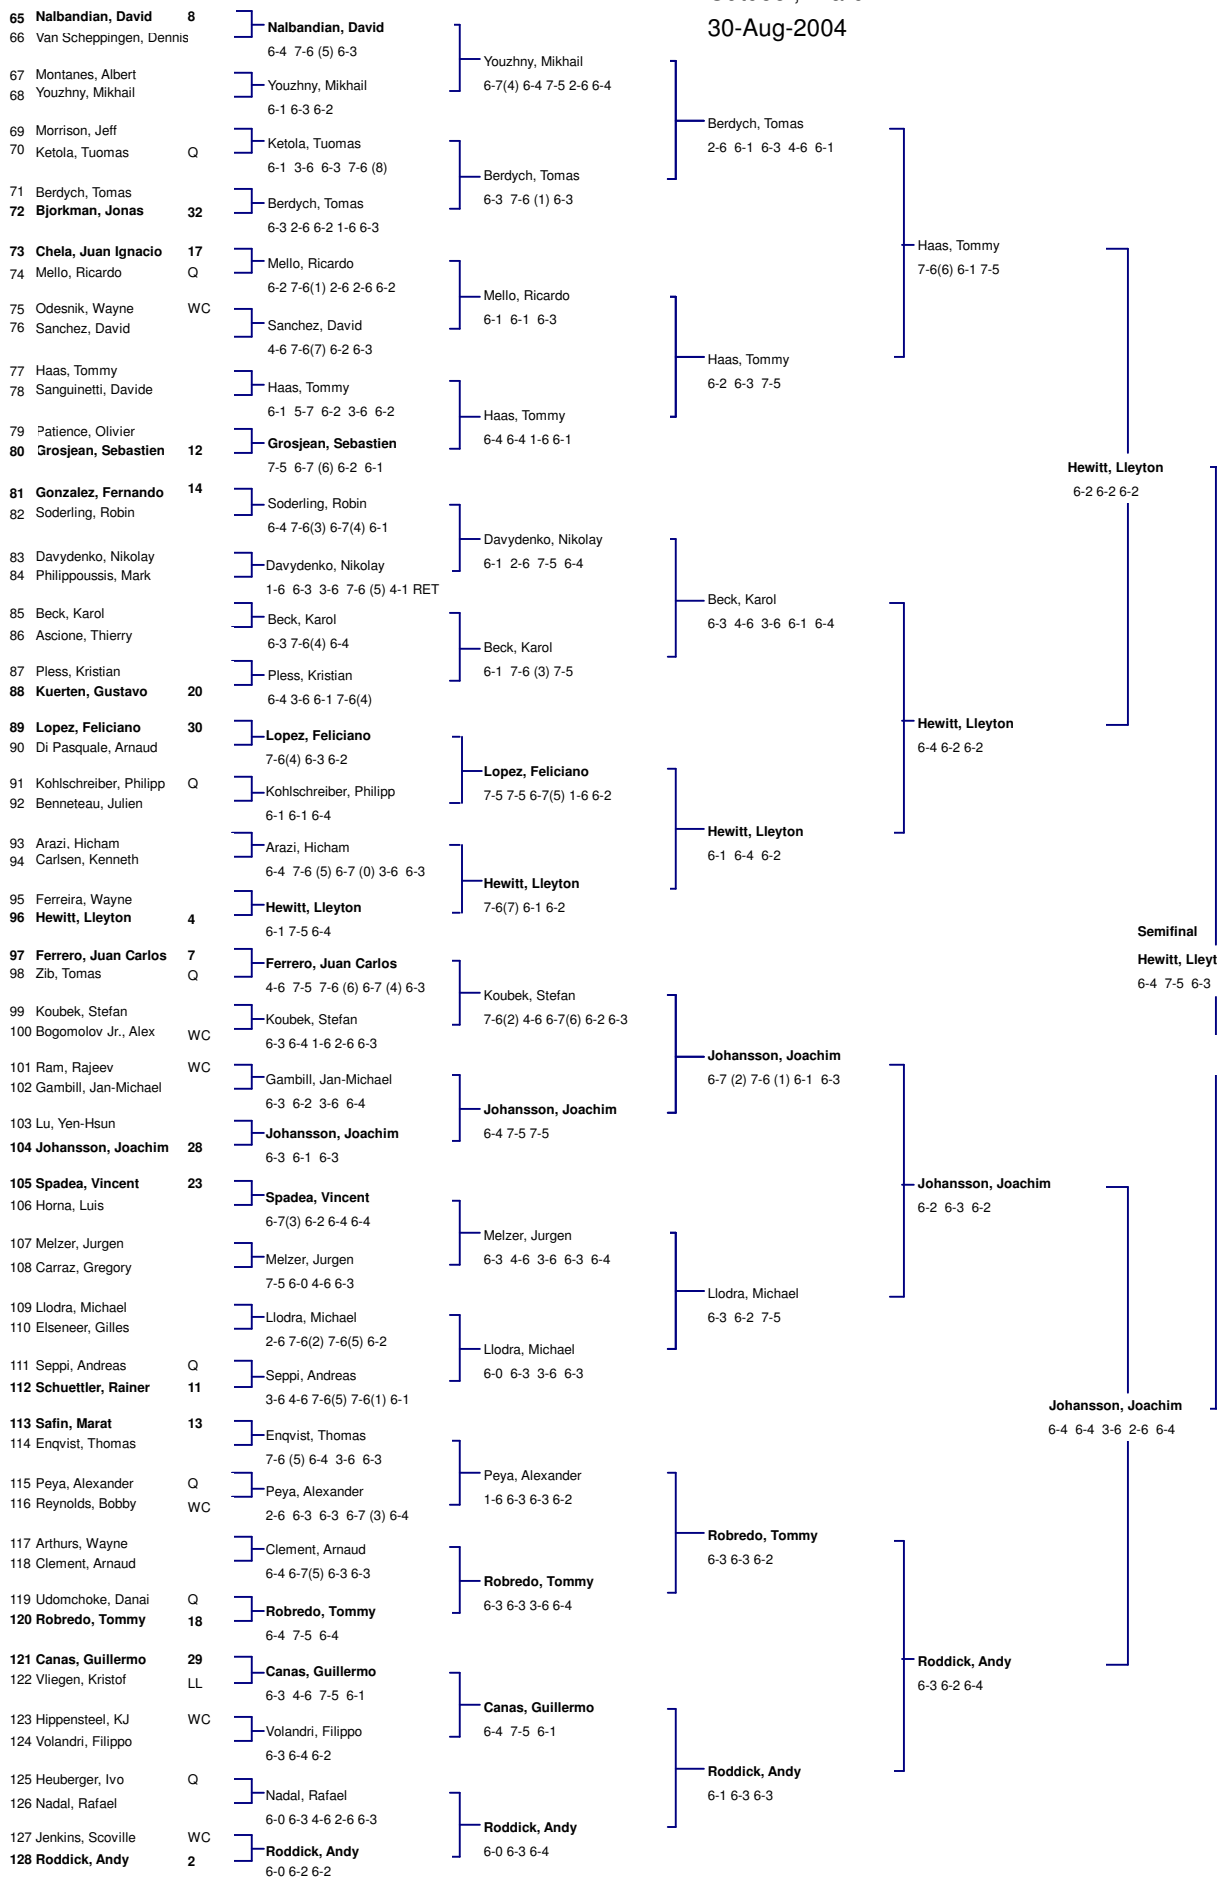 30-Aug-2004
65 Nalbandian, David 8
66 Van Scheppingen, Dennis
67 Montanes, Albert
68 Youzhny, Mikhail
69 Morrison, Jeff
70 Ketola, Tuomas Q
71 Berdych, Tomas
72 Bjorkman, Jonas 32
73 Chela, Juan Ignacio 17
74 Mello, Ricardo Q
75 Odesnik, Wayne WC
76 Sanchez, David
77 Haas, Tommy
78 Sanguinetti, Davide
79 Patience, Olivier
80 Grosjean, Sebastien 12
81 Gonzalez, Fernando 14
82 Soderling, Robin
83 Davydenko, Nikolay
84 Philippoussis, Mark
85 Beck, Karol
86 Ascione, Thierry
87 Pless, Kristian
88 Kuerten, Gustavo 20
89 Lopez, Feliciano 30
90 Di Pasquale, Arnaud
91 Kohlschreiber, Philipp Q
92 Benneteau, Julien
93 Arazi, Hicham
94 Carlsen, Kenneth
95 Ferreira, Wayne
96 Hewitt, Lleyton 4
97 Ferrero, Juan Carlos 7
98 Zib, Tomas Q
99 Koubek, Stefan
100 Bogomolov Jr., Alex WC
101 Ram, Rajeev WC
102 Gambill, Jan-Michael
103 Lu, Yen-Hsun
104 Johansson, Joachim 28
105 Spadea, Vincent 23
106 Horna, Luis
107 Melzer, Jurgen
108 Carraz, Gregory
109 Llodra, Michael
110 Elseneer, Gilles
111 Seppi, Andreas Q
112 Schuettler, Rainer 11
113 Safin, Marat 13
114 Enqvist, Thomas
115 Peya, Alexander Q
116 Reynolds, Bobby WC
117 Arthurs, Wayne
118 Clement, Arnaud
119 Udomchoke, Danai Q
120 Robredo, Tommy 18
121 Canas, Guillermo 29
122 Vliegen, Kristof LL
123 Hippensteel, KJ WC
124 Volandri, Filippo
125 Heuberger, Ivo Q
126 Nadal, Rafael
127 Jenkins, Scoville WC
128 Roddick, Andy 2
Nalbandian, David
6-4 7-6 (5) 6-3
Youzhny, Mikhail
6-1 6-3 6-2
Ketola, Tuomas
6-1 3-6 6-3 7-6 (8)
Berdych, Tomas
6-3 2-6 6-2 1-6 6-3
Mello, Ricardo
6-2 7-6(1) 2-6 2-6 6-2
Sanchez, David
4-6 7-6(7) 6-2 6-3
Haas, Tommy
6-1 5-7 6-2 3-6 6-2
Grosjean, Sebastien
7-5 6-7 (6) 6-2 6-1
Soderling, Robin
6-4 7-6(3) 6-7(4) 6-1
Davydenko, Nikolay
1-6 6-3 3-6 7-6 (5) 4-1 RET
Beck, Karol
6-3 7-6(4) 6-4
Pless, Kristian
6-4 3-6 6-1 7-6(4)
Lopez, Feliciano
7-6(4) 6-3 6-2
Kohlschreiber, Philipp
6-1 6-1 6-4
Arazi, Hicham
6-4 7-6 (5) 6-7 (0) 3-6 6-3
Hewitt, Lleyton
6-1 7-5 6-4
Ferrero, Juan Carlos
4-6 7-5 7-6 (6) 6-7 (4) 6-3
Koubek, Stefan
6-3 6-4 1-6 2-6 6-3
Gambill, Jan-Michael
6-3 6-2 3-6 6-4
Johansson, Joachim
6-3 6-1 6-3
Spadea, Vincent
6-7(3) 6-2 6-4 6-4
Melzer, Jurgen
7-5 6-0 4-6 6-3
Llodra, Michael
2-6 7-6(2) 7-6(5) 6-2
Seppi, Andreas
3-6 4-6 7-6(5) 7-6(1) 6-1
Enqvist, Thomas
7-6 (5) 6-4 3-6 6-3
Peya, Alexander
2-6 6-3 6-3 6-7 (3) 6-4
Clement, Arnaud
6-4 6-7(5) 6-3 6-3
Robredo, Tommy
6-4 7-5 6-4
Canas, Guillermo
6-3 4-6 7-5 6-1
Volandri, Filippo
6-3 6-4 6-2
Nadal, Rafael
6-0 6-3 4-6 2-6 6-3
Roddick, Andy
6-0 6-2 6-2
Youzhny, Mikhail
6-7(4) 6-4 7-5 2-6 6-4
Berdych, Tomas
6-3 7-6 (1) 6-3
Mello, Ricardo
6-1 6-1 6-3
Haas, Tommy
6-4 6-4 1-6 6-1
Davydenko, Nikolay
6-1 2-6 7-5 6-4
Beck, Karol
6-1 7-6 (3) 7-5
Lopez, Feliciano
7-5 7-5 6-7(5) 1-6 6-2
Hewitt, Lleyton
7-6(7) 6-1 6-2
Koubek, Stefan
7-6(2) 4-6 6-7(6) 6-2 6-3
Johansson, Joachim
6-4 7-5 7-5
Melzer, Jurgen
6-3 4-6 3-6 6-3 6-4
Llodra, Michael
6-0 6-3 3-6 6-3
Peya, Alexander
1-6 6-3 6-3 6-2
Robredo, Tommy
6-3 6-3 3-6 6-4
Canas, Guillermo
6-4 7-5 6-1
Roddick, Andy
6-0 6-3 6-4
Berdych, Tomas
2-6 6-1 6-3 4-6 6-1
Haas, Tommy
6-2 6-3 7-5
Beck, Karol
6-3 4-6 3-6 6-1 6-4
Hewitt, Lleyton
6-1 6-4 6-2
Johansson, Joachim
6-7 (2) 7-6 (1) 6-1 6-3
Llodra, Michael
6-3 6-2 7-5
Robredo, Tommy
6-3 6-3 6-2
Roddick, Andy
6-1 6-3 6-3
Haas, Tommy
7-6(6) 6-1 7-5
Hewitt, Lleyton
6-4 6-2 6-2
Johansson, Joachim
6-2 6-3 6-2
Roddick, Andy
6-3 6-2 6-4
Hewitt, Lleyton
6-2 6-2 6-2
Johansson, Joachim
6-4 6-4 3-6 2-6 6-4
Semifinal
Hewitt, Lleyt
6-4 7-5 6-3